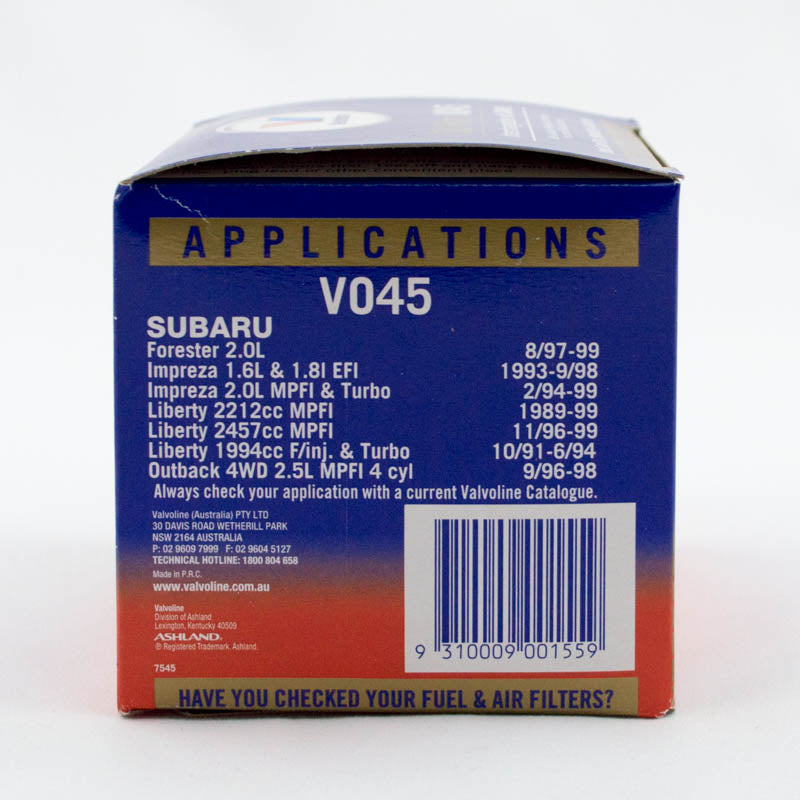 APPLICATIONS
V045
SUBARU
Forester 2.0L 8/97-99
Impreza 1.6L & 1.8l EFI 1993-9/98
Impreza 2.0L MPFI & Turbo 2/94-99
Liberty 2212cc MPFI 1989-99
Liberty 2457cc MPFI 11/96-99
Liberty 1994cc F/inj. & Turbo 10/91-6/94
Outback 4WD 2.5L MPFI 4 cyl 9/96-98
Always check your application with a current Valvoline Catalogue.
Valvoline (Australia) PTY LTD
30 DAVIS ROAD WETHERILL PARK
NSW 2164 AUSTRALIA
P: 02 9609 7999 F: 02 9604 5127
TECHNICAL HOTLINE: 1800 804 658
Made in P.R.C.
www.valvoline.com.au
Valvoline
Division of Ashland
Lexington, Kentucky 40509
ASHLAND®
® Registered Trademark, Ashland.
7545
9 310009 001559
HAVE YOU CHECKED YOUR FUEL & AIR FILTERS?